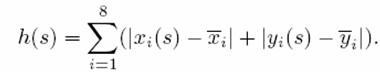 h(s) = \sum_{i=1}^{8} (|x_i(s) - \overline{x}_i| + |y_i(s) - \overline{y}_i|).